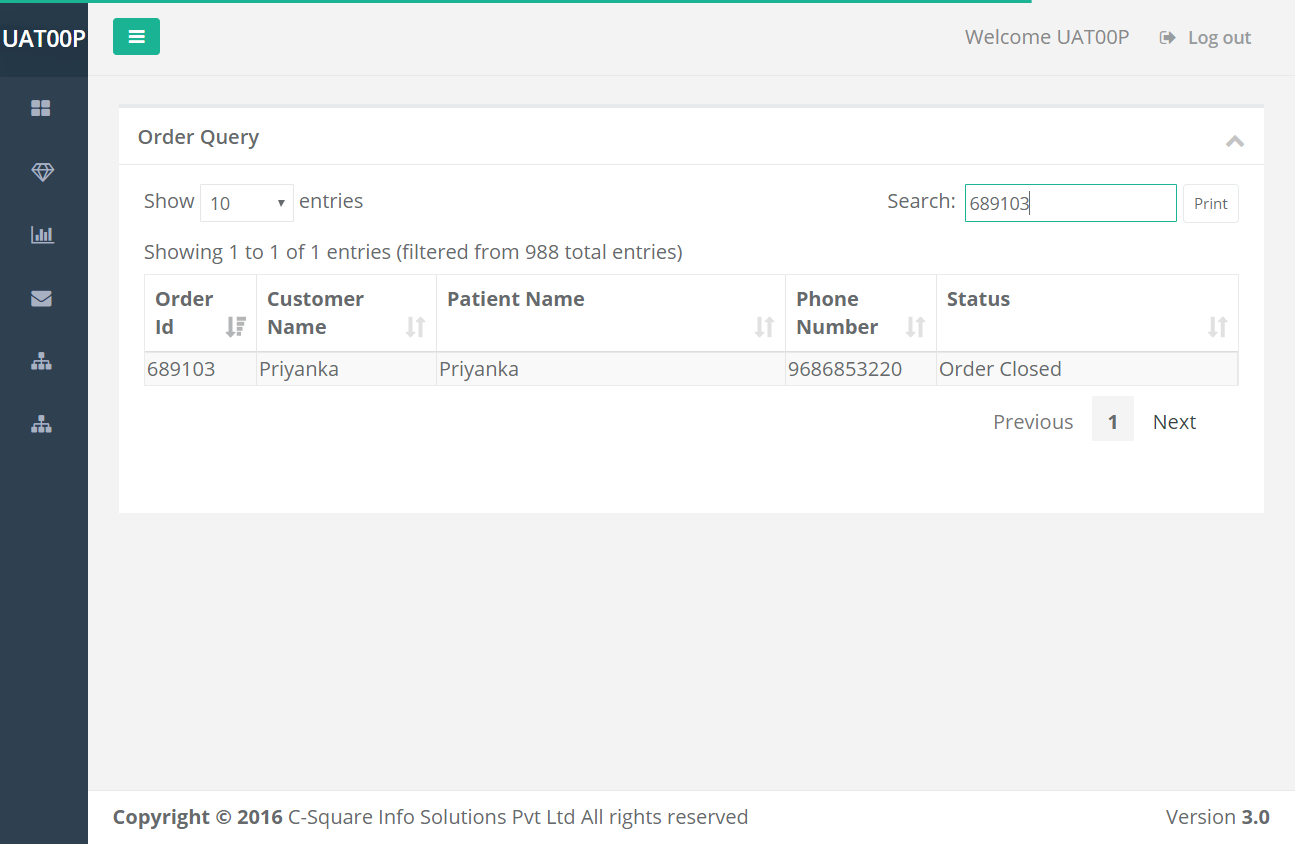 UAT00P
Welcome UAT00P Log out
Order Query
Show 10 entries Search: 689103 Print
Showing 1 to 1 of 1 entries (filtered from 988 total entries)
Order Id Customer Name Patient Name Phone Number Status
689103 Priyanka Priyanka 9686853220 Order Closed
Previous 1 Next
Copyright © 2016 C-Square Info Solutions Pvt Ltd All rights reserved Version 3.0